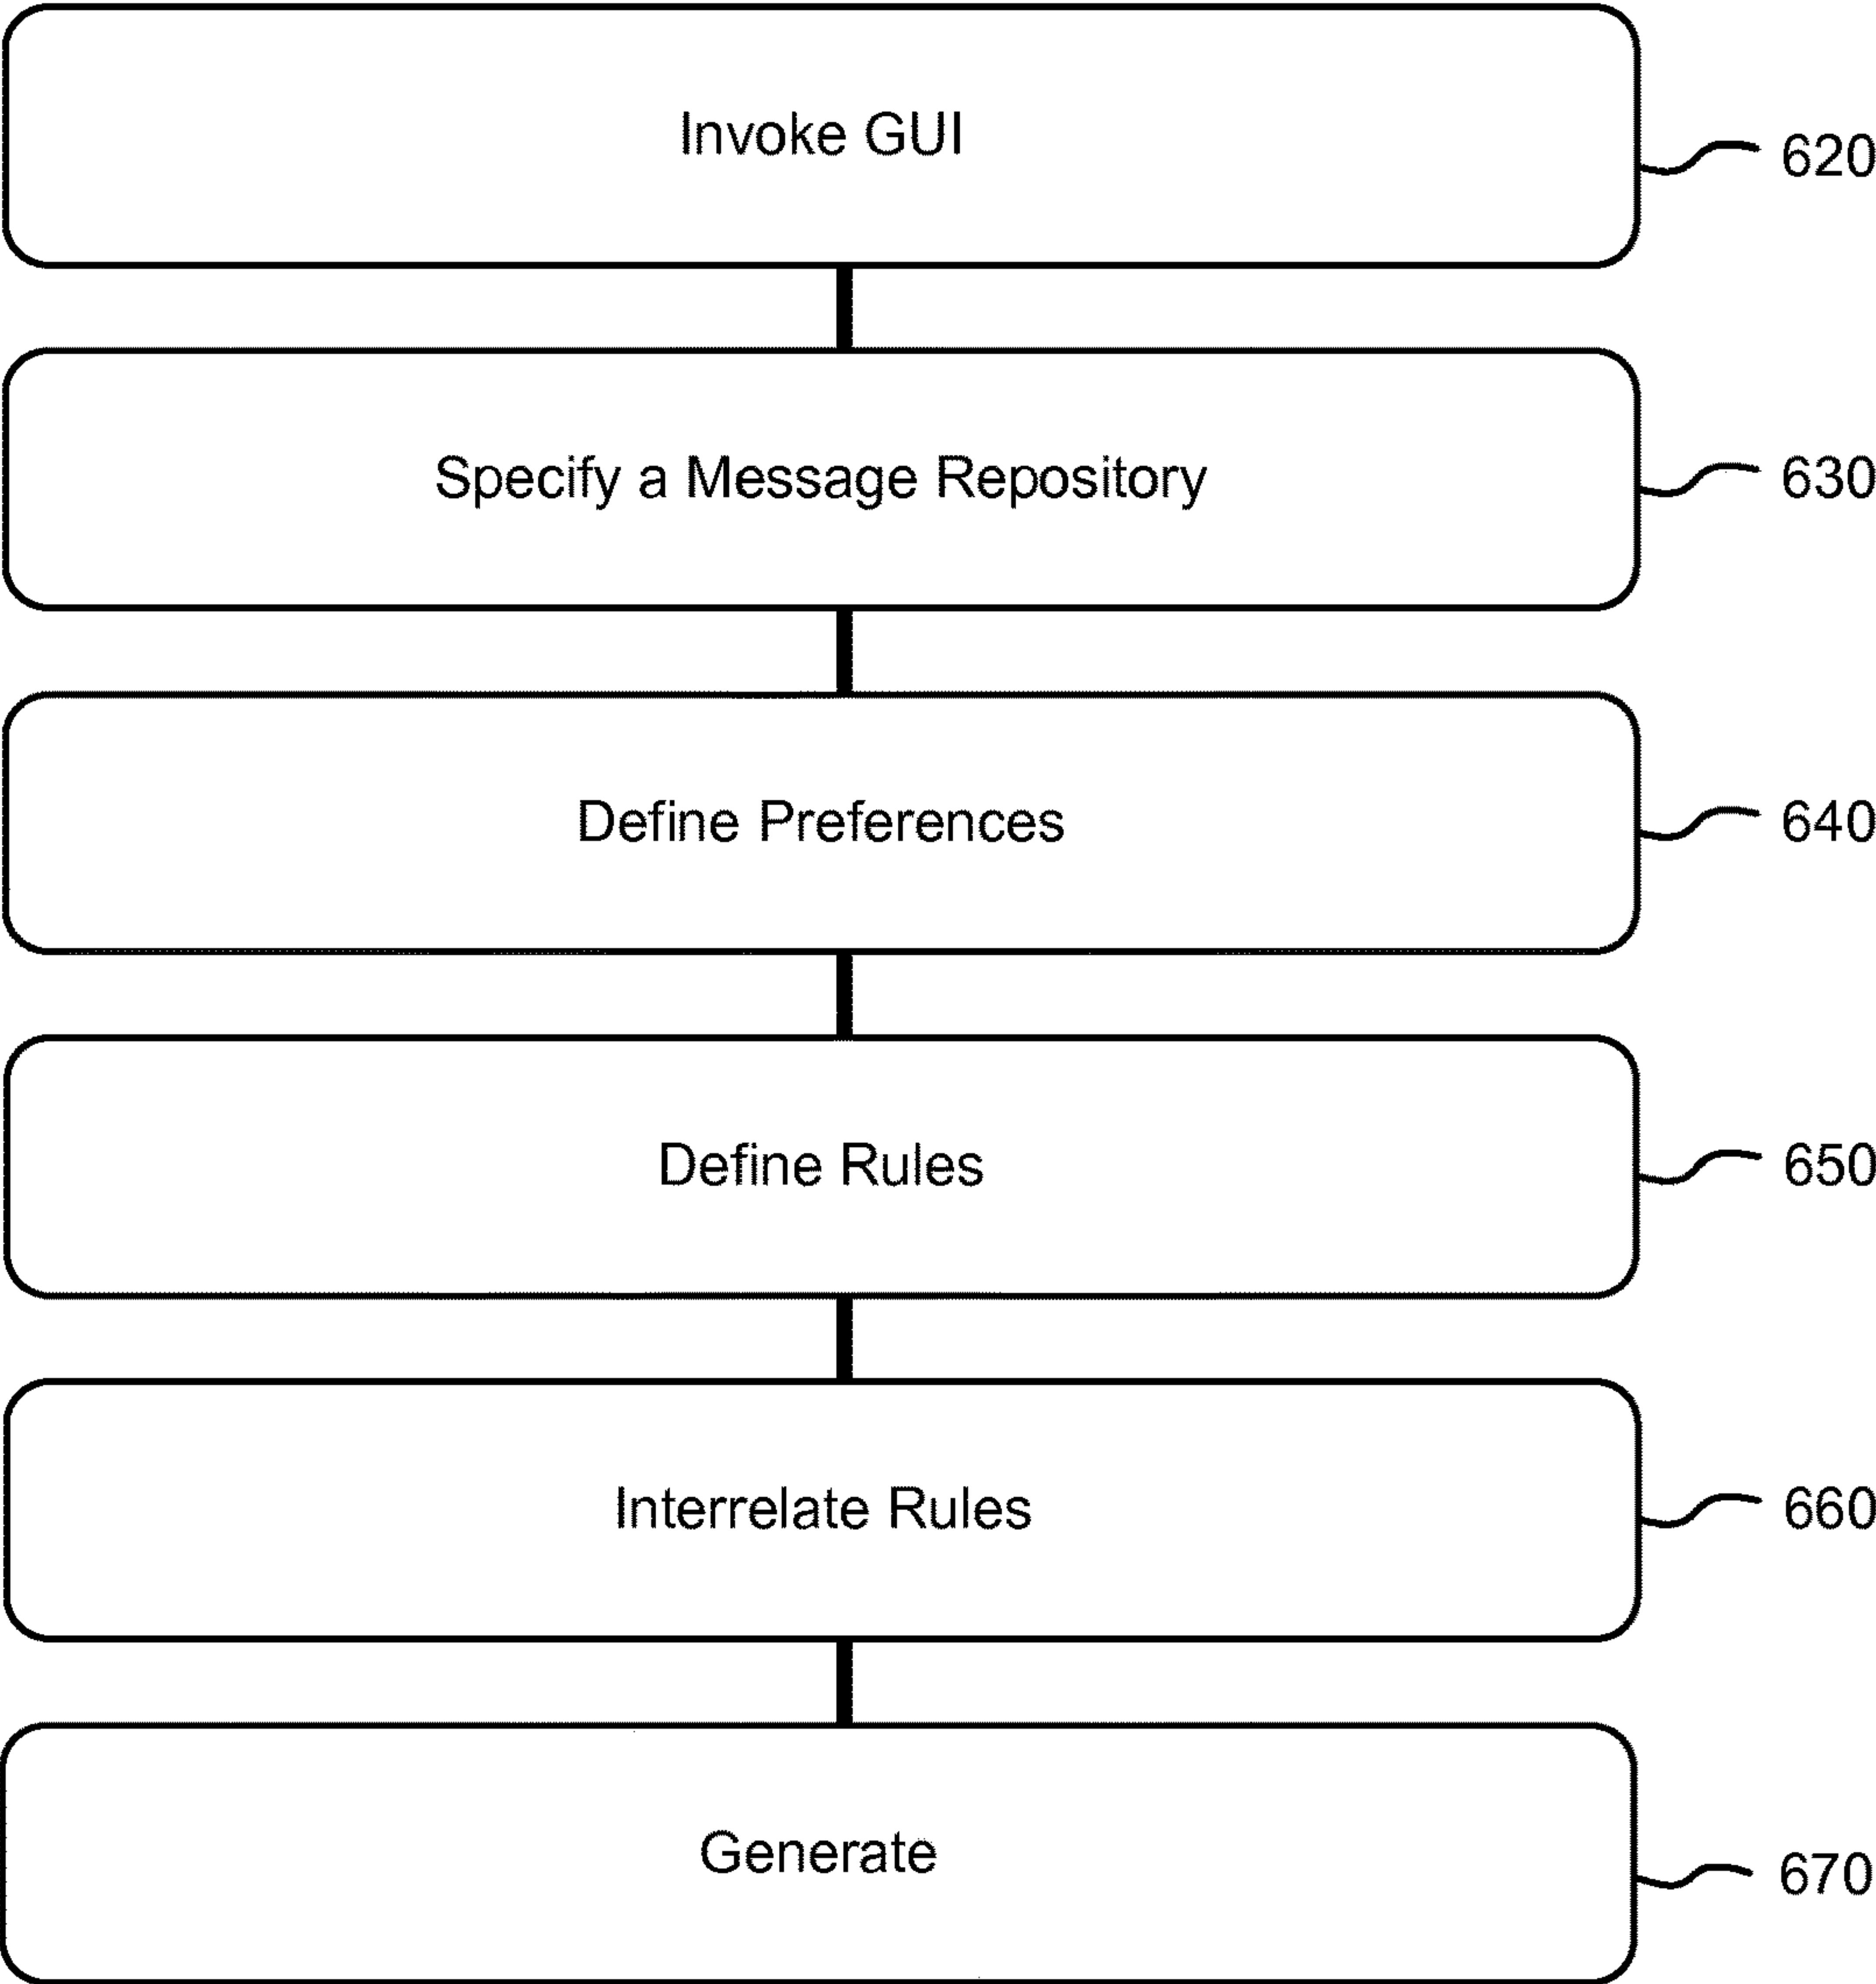 Invoke GUI
620
Specify a Message Repository
630
Define Preferences
640
Define Rules
650
Interrelate Rules
660
Generate
670